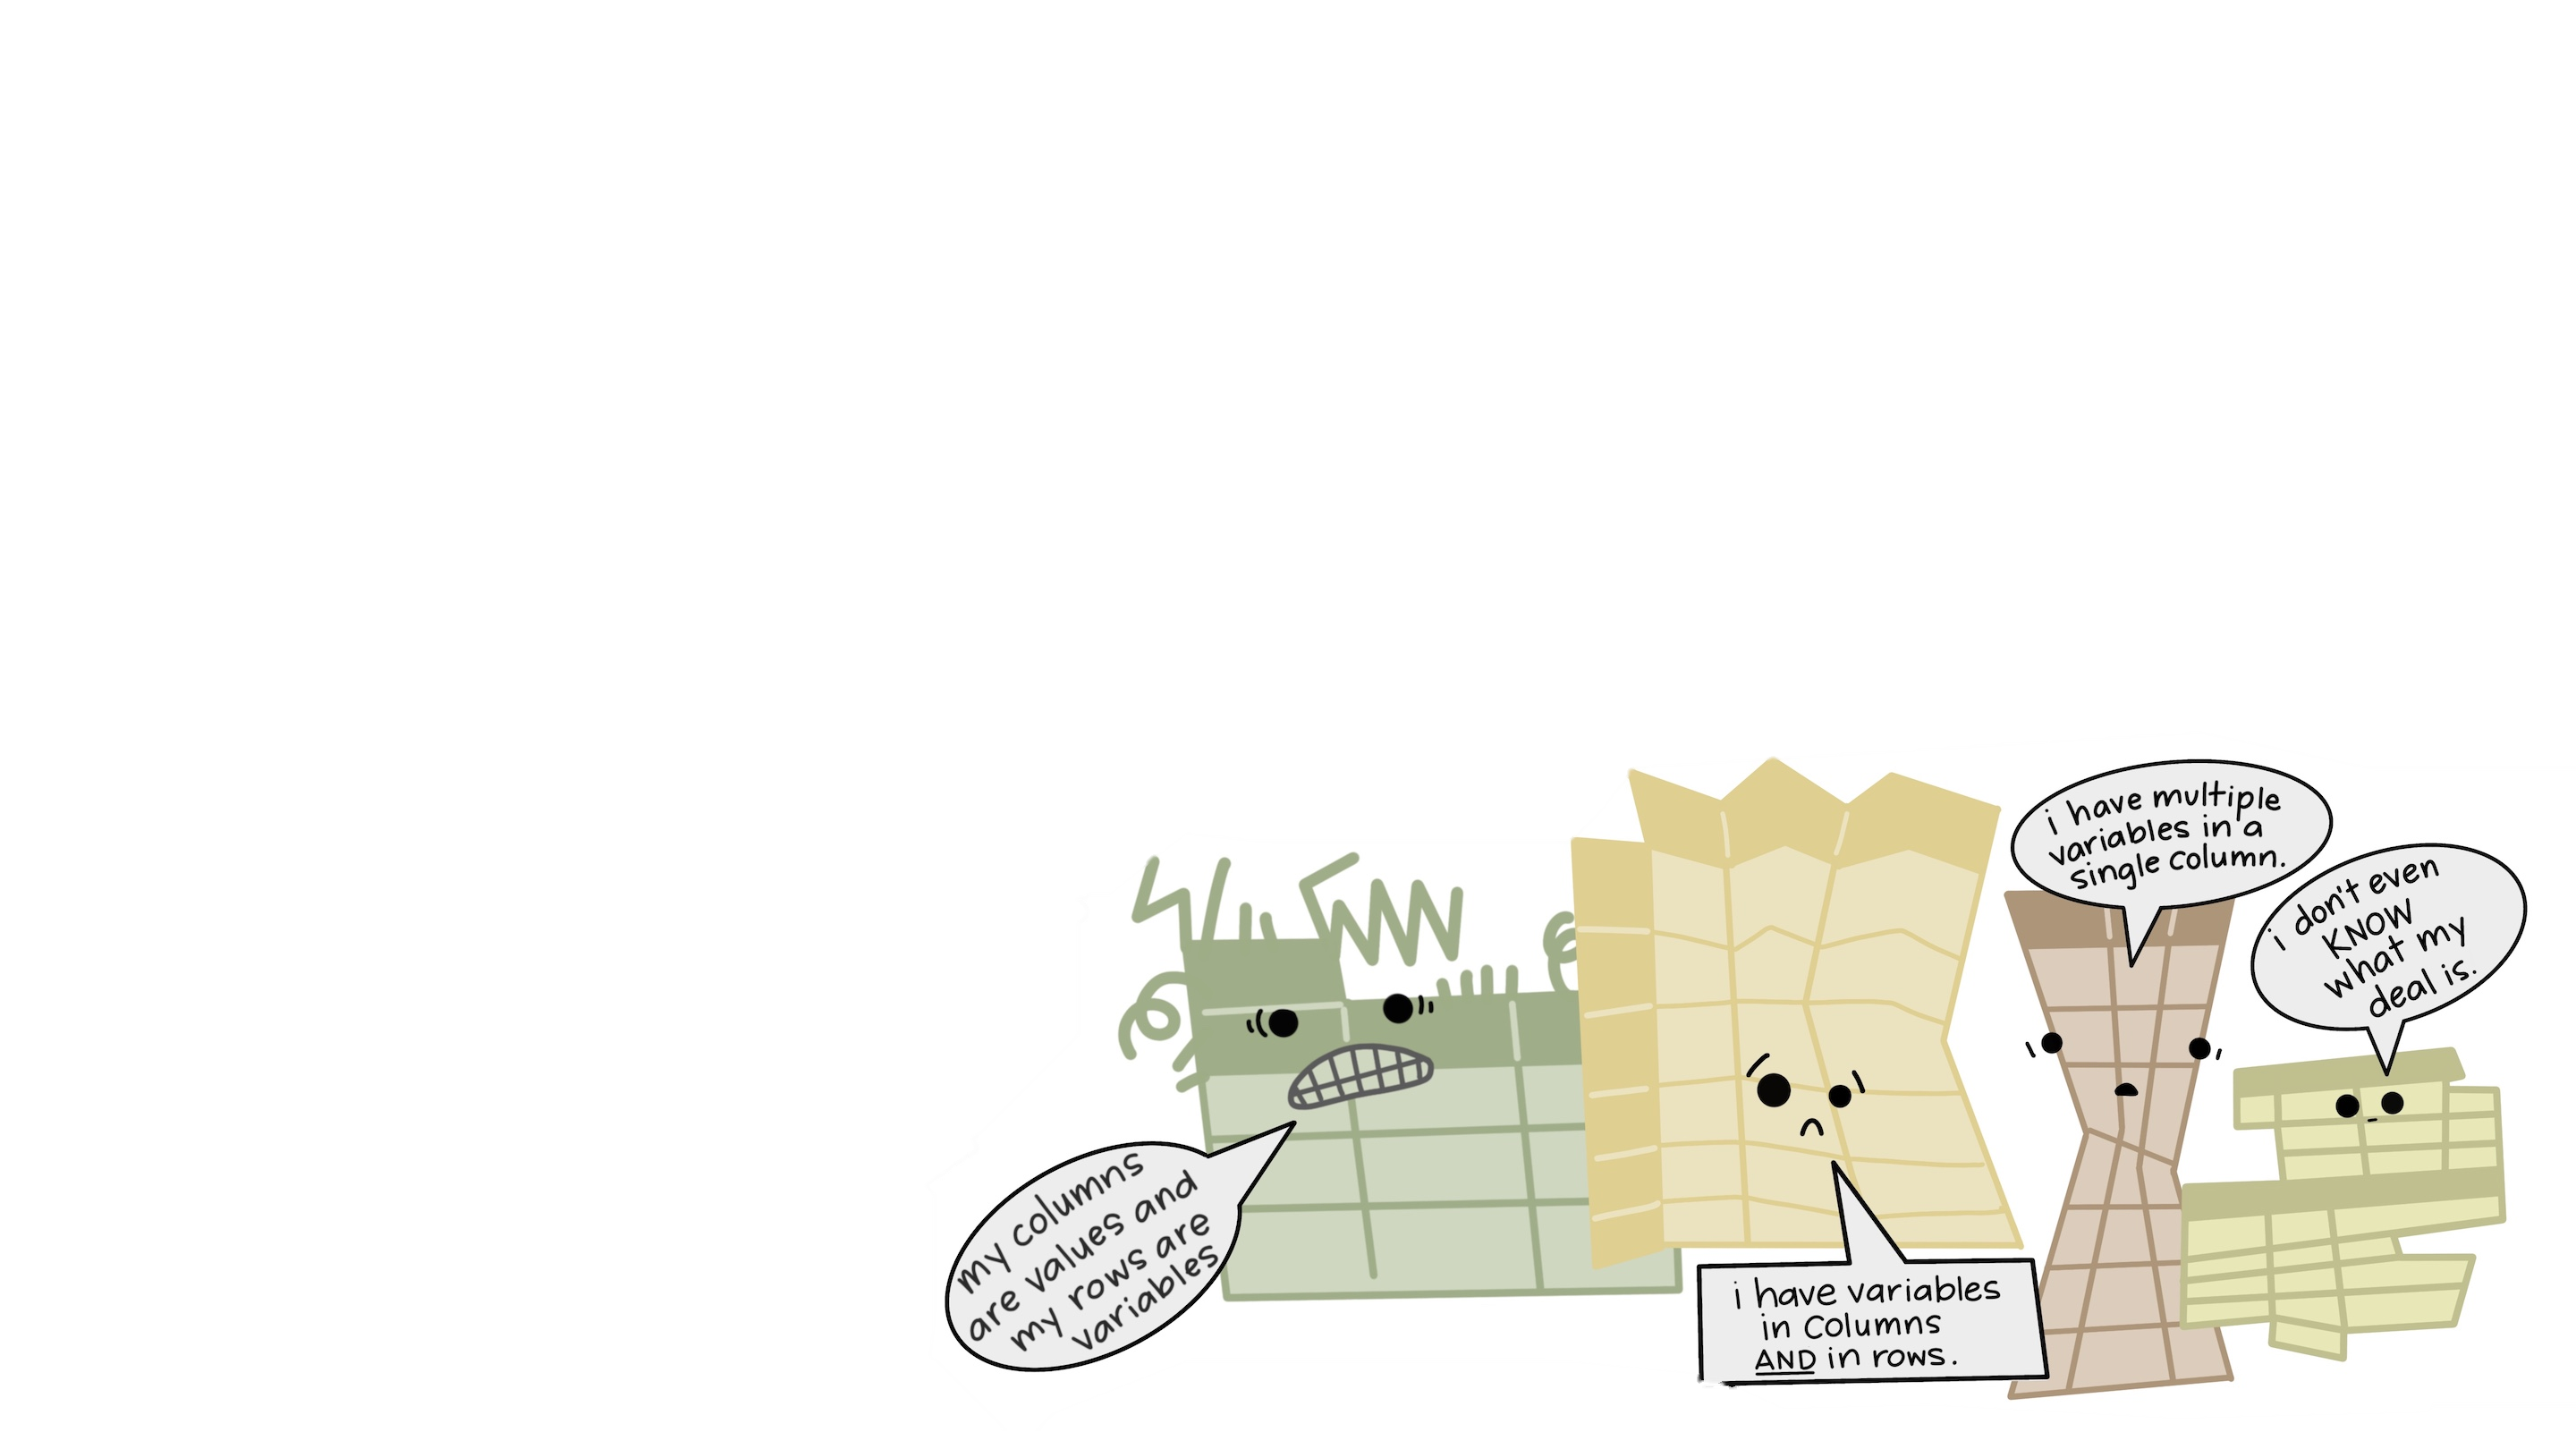 my columns
are values and
my rows are
variables
i have variables
in columns
AND in rows.
i have multiple
variables in a
single column.
i don't even
KNOW
what my
deal is.